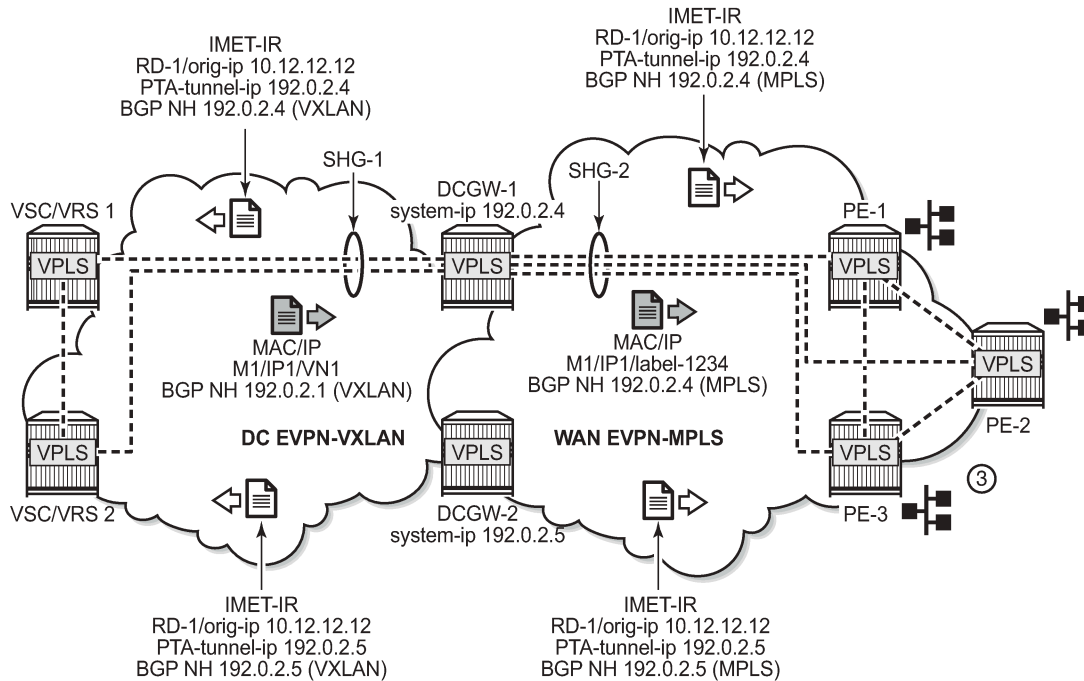 IMET-IR
RD-1/orig-ip 10.12.12.12
PTA-tunnel-ip 192.0.2.4
BGP NH 192.0.2.4 (VXLAN)
IMET-IR
RD-1/orig-ip 10.12.12.12
PTA-tunnel-ip 192.0.2.4
BGP NH 192.0.2.4 (MPLS)
SHG-1
SHG-2
VSC/VRS 1
DCGW-1
system-ip 192.0.2.4
PE-1
VPLS
VPLS
VPLS
MAC/IP
M1/IP1/VN1
BGP NH 192.0.2.1 (VXLAN)
MAC/IP
M1/IP1/label-1234
BGP NH 192.0.2.4 (MPLS)
VPLS
PE-2
DC EVPN-VXLAN
WAN EVPN-MPLS
VPLS
VPLS
VPLS
3
VSC/VRS 2
DCGW-2
system-ip 192.0.2.5
PE-3
IMET-IR
RD-1/orig-ip 10.12.12.12
PTA-tunnel-ip 192.0.2.5
BGP NH 192.0.2.5 (VXLAN)
IMET-IR
RD-1/orig-ip 10.12.12.12
PTA-tunnel-ip 192.0.2.5
BGP NH 192.0.2.5 (MPLS)